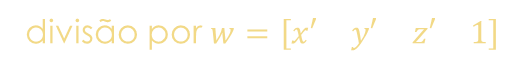 divisão por w = [x′ y′ z′ 1]